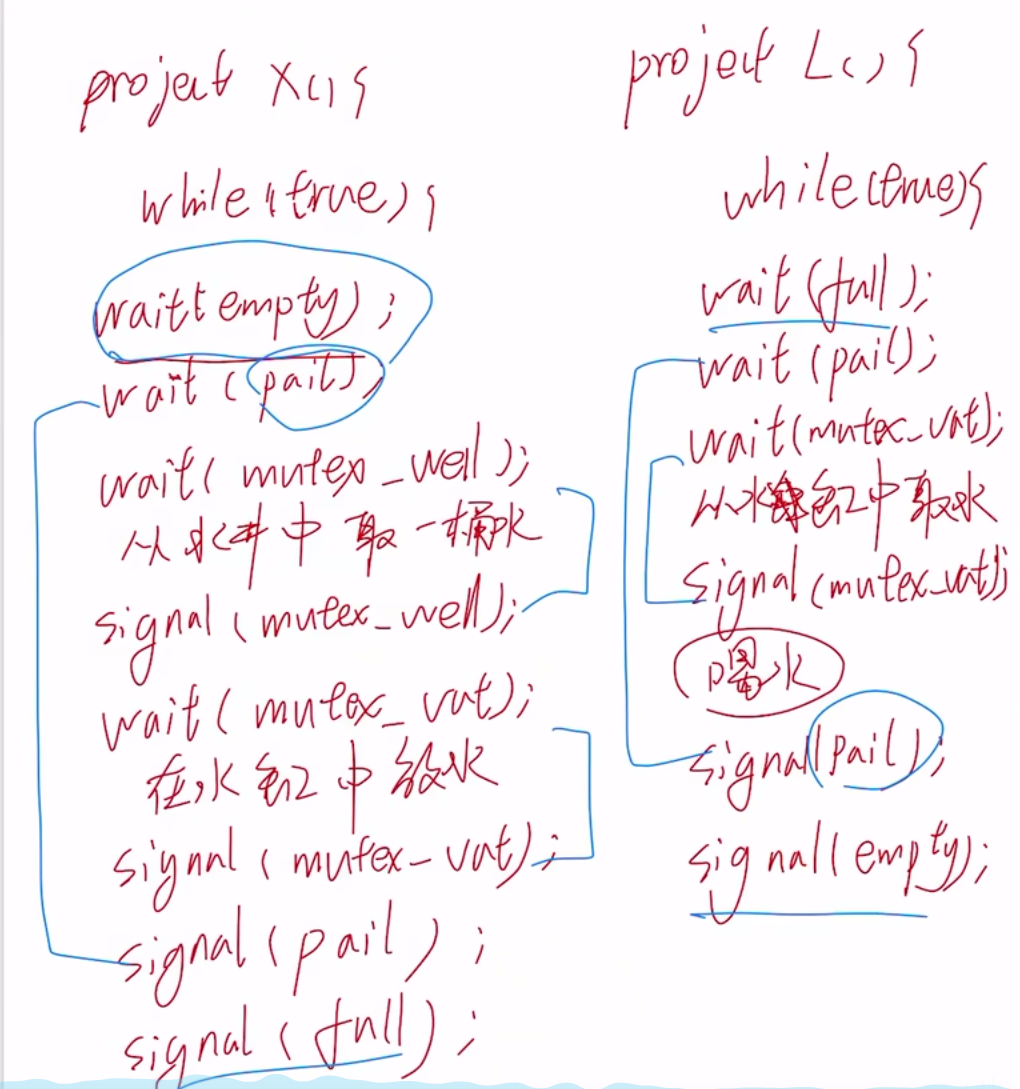 project X(){
while(true){
wait(empty);
wait(pail);
wait(mutex_well);
从水井中取一桶水
signal(mutex_well);
wait(mutex_vat);
在水缸中放水
signal(mutex_vat);
signal(pail);
signal(full);
project L(){
while(true){
wait(full);
wait(pail);
wait(mutex_vat);
从水缸中取水
signal(mutex_vat);
喝水
signal(pail);
signal(empty);